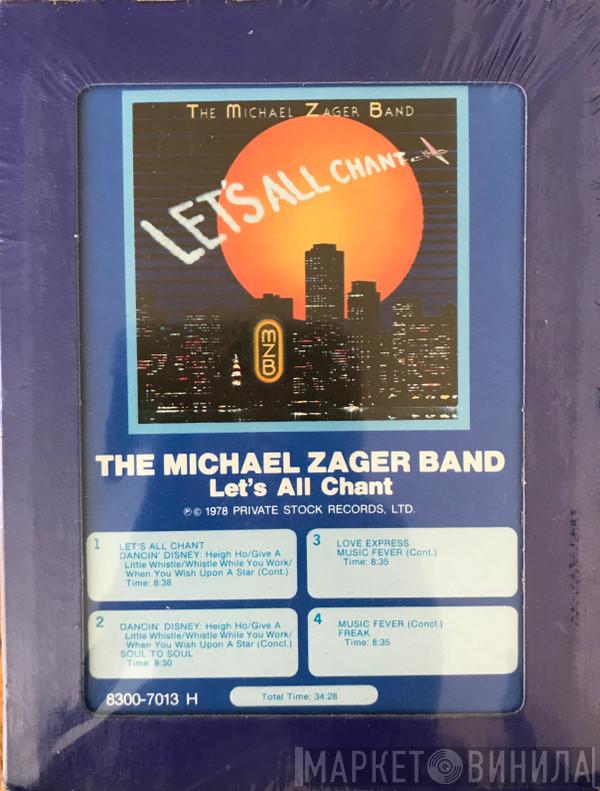 THE MICHAEL ZAGER BAND
LET'S ALL CHANT
MZB
THE MICHAEL ZAGER BAND
Let's All Chant
℗© 1978 PRIVATE STOCK RECORDS, LTD.
1
LET'S ALL CHANT
DANCIN' DISNEY: Heigh Ho/Give A
Little Whistle/Whistle While You Work/
When You Wish Upon A Star (Cont.)
Time: 8:38
2
DANCIN' DISNEY: Heigh Ho/Give A
Little Whistle/Whistle While You Work/
When You Wish Upon A Star (Concl.)
SOUL TO SOUL
Time: 8:30
3
LOVE EXPRESS
MUSIC FEVER (Cont.)
Time: 8:35
4
MUSIC FEVER (Concl.)
FREAK
Time: 8:35
8300-7013 H
Total Time: 34:28
МАРКЕТ ВИНИЛА